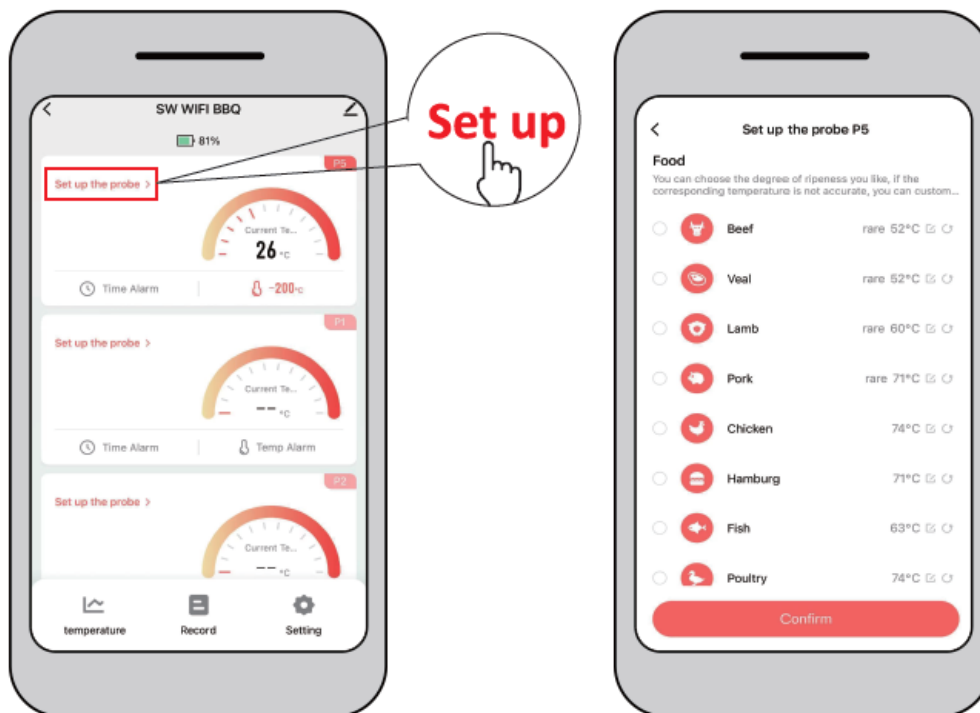 SW WIFI BBQ
81%
P5
Set up the probe >
Current Te...
26 °C
Time Alarm
-200°C
P1
Set up the probe >
Current Te...
-- °C
Time Alarm
Temp Alarm
P2
Set up the probe >
Current Te...
-- °C
temperature
Record
Setting
Set up
Set up the probe P5
Food
You can choose the degree of ripeness you like, if the
corresponding temperature is not accurate, you can custom...
Beef rare 52°C
Veal rare 52°C
Lamb rare 60°C
Pork rare 71°C
Chicken 74°C
Hamburg 71°C
Fish 63°C
Poultry 74°C
Confirm